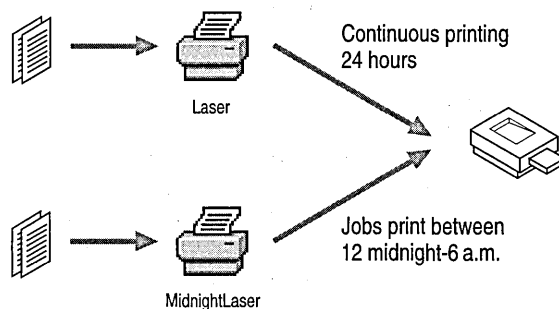 Continuous printing
24 hours
Laser
Jobs print between
12 midnight-6 a.m.
MidnightLaser